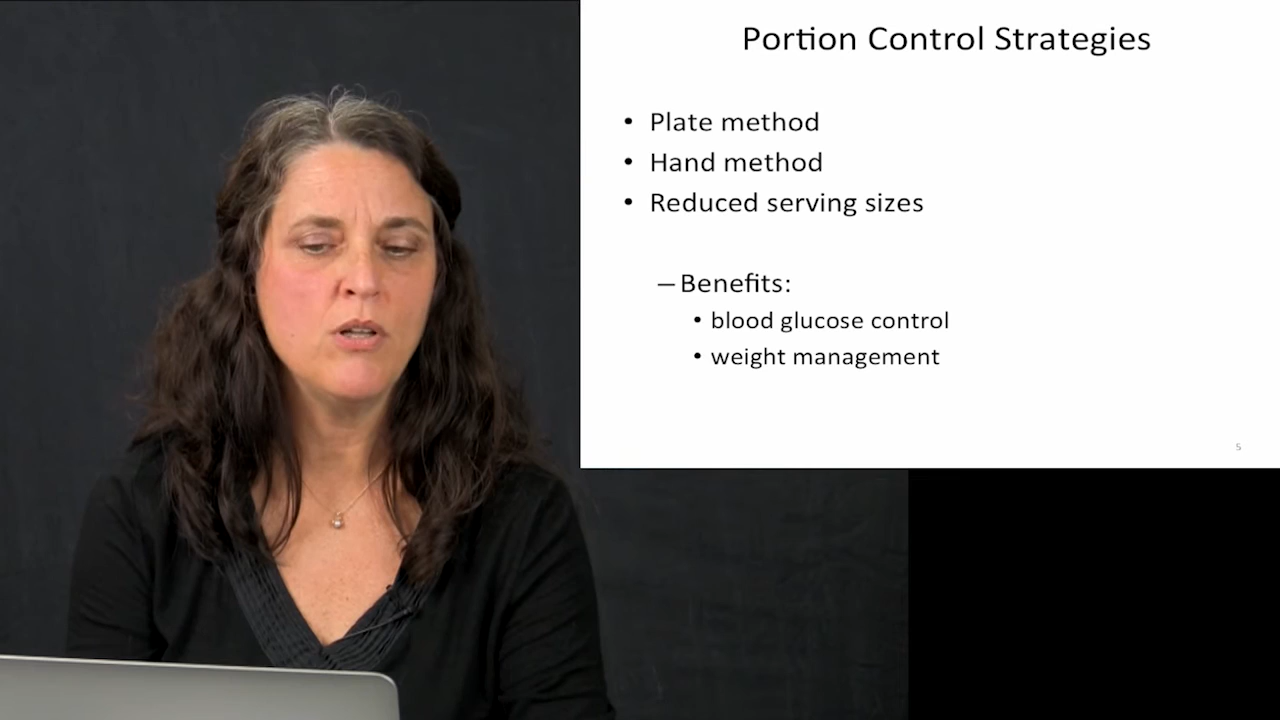 Portion Control Strategies
• Plate method
• Hand method
• Reduced serving sizes
– Benefits:
• blood glucose control
• weight management
5